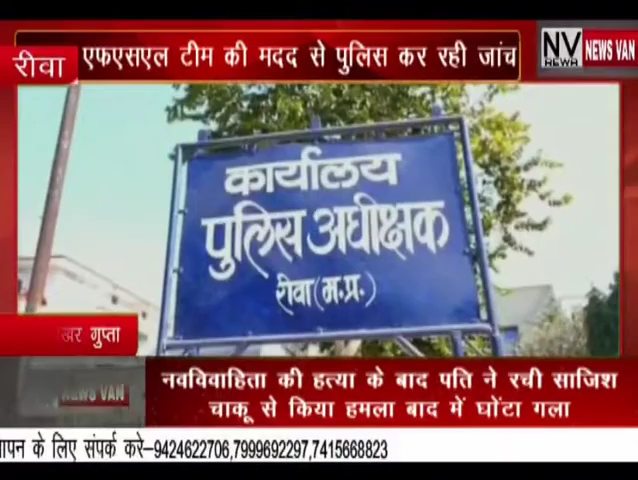 रीवा
एफएसएल टीम की मदद से पुलिस कर रही जांच
NV
REWA
NEWS VAN
कार्यालय
पुलिस अधीक्षक
रीवा (म.प्र.)
गुप्ता
NEWS VAN
नवविवाहिता की हत्या के बाद पति ने रची साजिश
चाकू से किया हमला बाद में घोंटा गला
के लिए संपर्क करे–9424622706,7999692297,7415668823